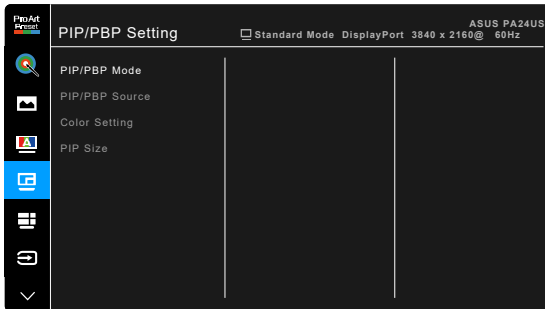 ProArt
Preset
PIP/PBP Setting
ASUS PA24US
Standard Mode DisplayPort 3840 x 2160@ 60Hz
PIP/PBP Mode
PIP/PBP Source
Color Setting
PIP Size
A